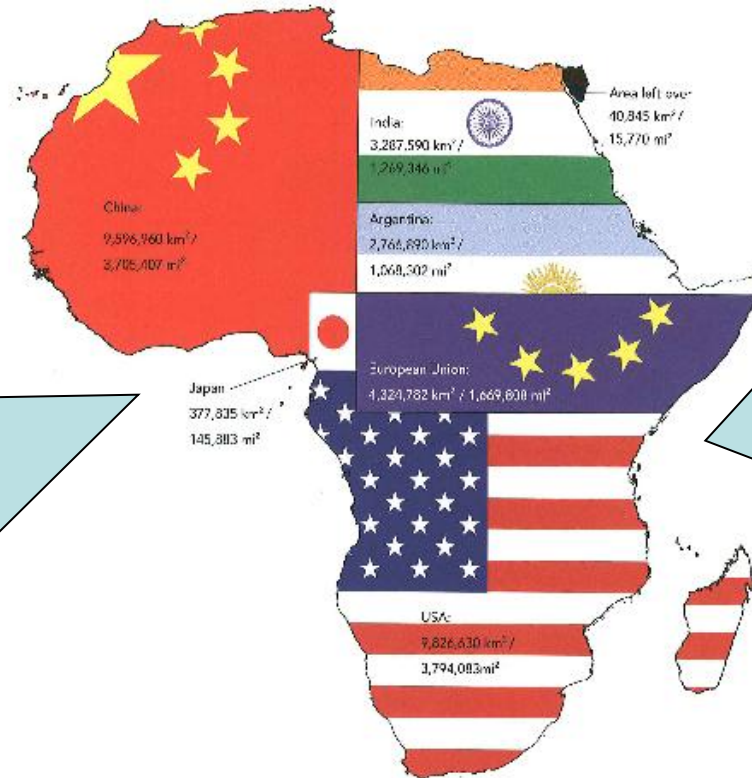 Area left over
40,845 km² /
15,770 mi²
India:
3,287,590 km² /
1,269,346 mi²
China:
9,596,960 km² /
3,705,407 mi²
Argentina:
2,766,890 km² /
1,068,302 mi²
European Union:
4,324,782 km² / 1,669,808 mi²
Japan
377,835 km² /
145,883 mi²
USA:
9,826,630 km² /
3,794,083mi²